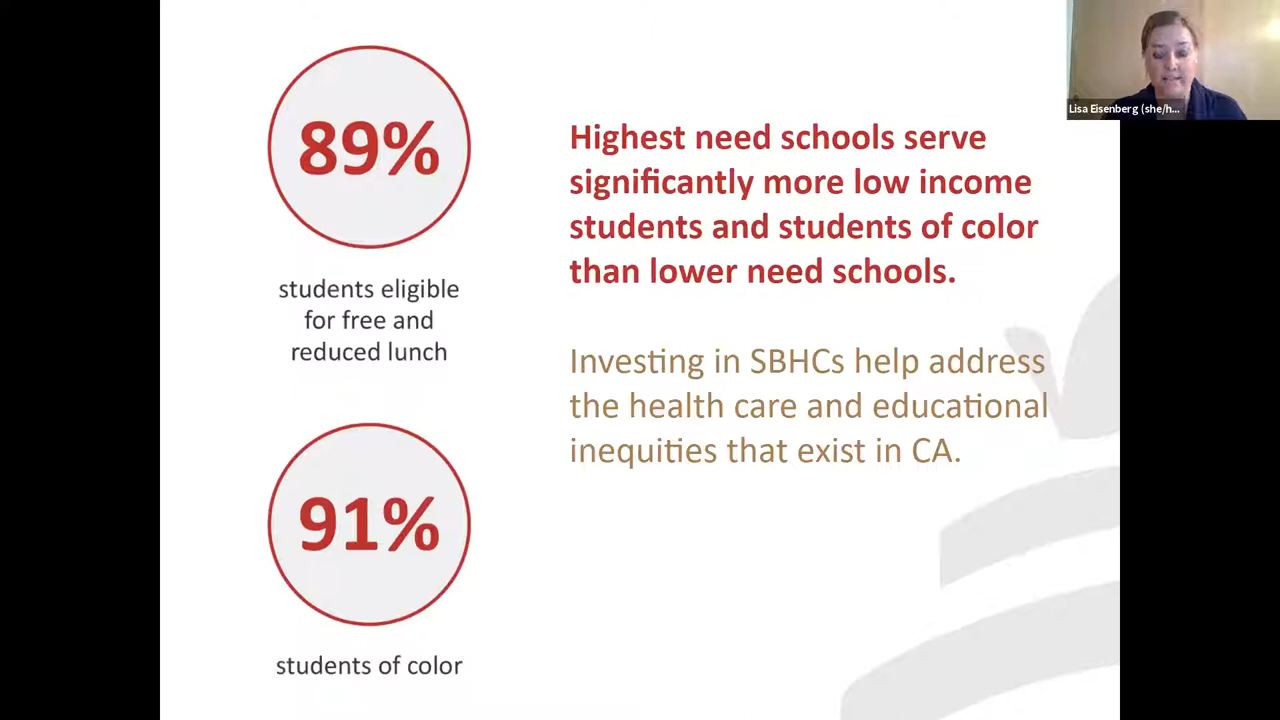 89%
students eligible
for free and
reduced lunch
91%
students of color
Highest need schools serve
significantly more low income
students and students of color
than lower need schools.
Investing in SBHCs help address
the health care and educational
inequities that exist in CA.
Lisa Eisenberg (she/h...